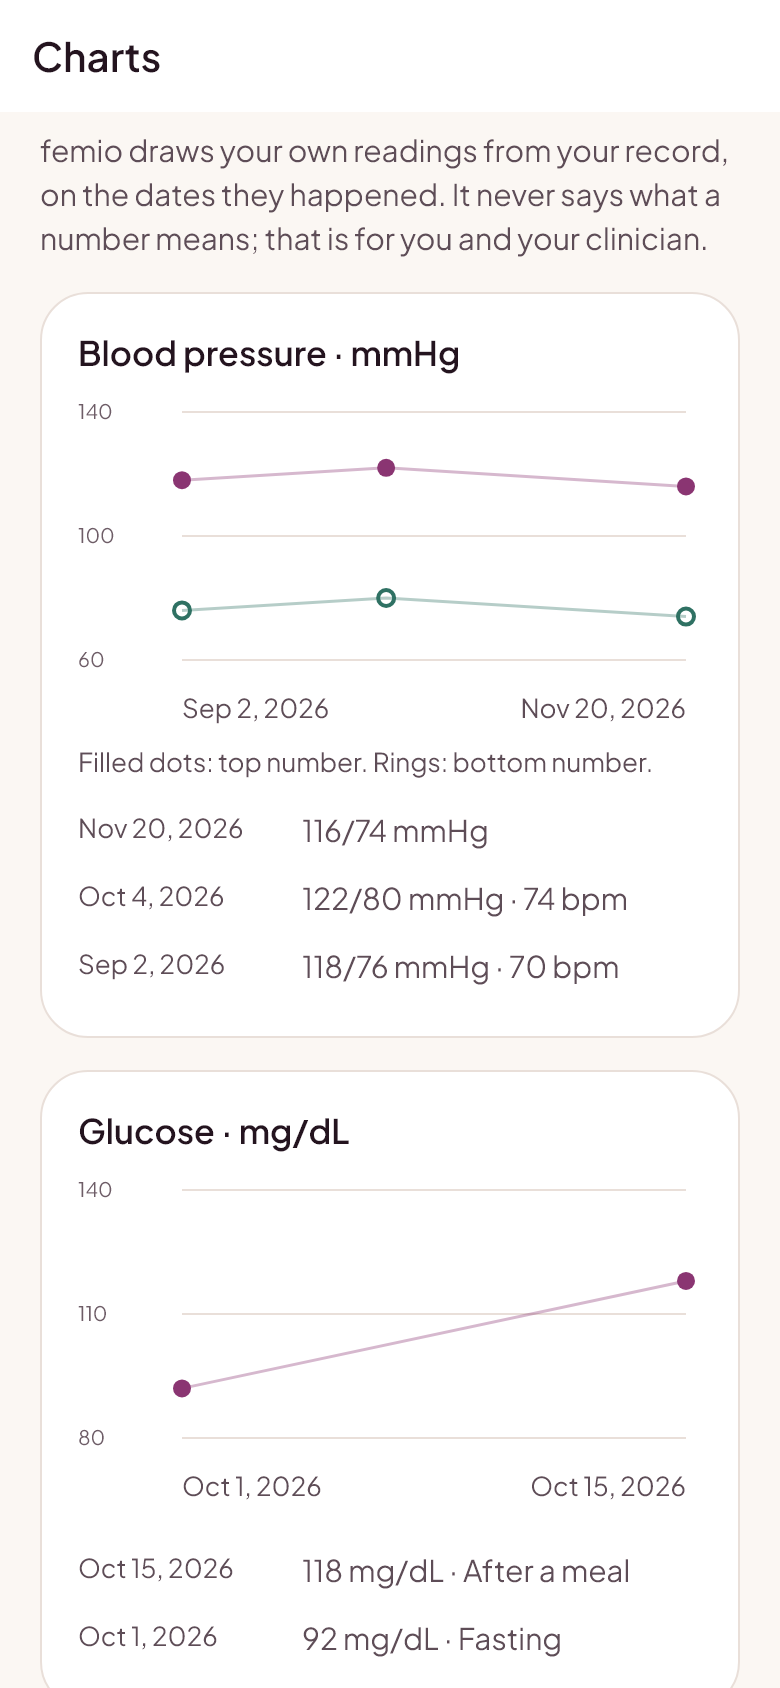 Charts
femio draws your own readings from your record,
on the dates they happened. It never says what a
number means; that is for you and your clinician.
Blood pressure · mmHg
140
100
60
Sep 2, 2026 Nov 20, 2026
Filled dots: top number. Rings: bottom number.
Nov 20, 2026 116/74 mmHg
Oct 4, 2026 122/80 mmHg · 74 bpm
Sep 2, 2026 118/76 mmHg · 70 bpm
Glucose · mg/dL
140
110
80
Oct 1, 2026 Oct 15, 2026
Oct 15, 2026 118 mg/dL · After a meal
Oct 1, 2026 92 mg/dL · Fasting